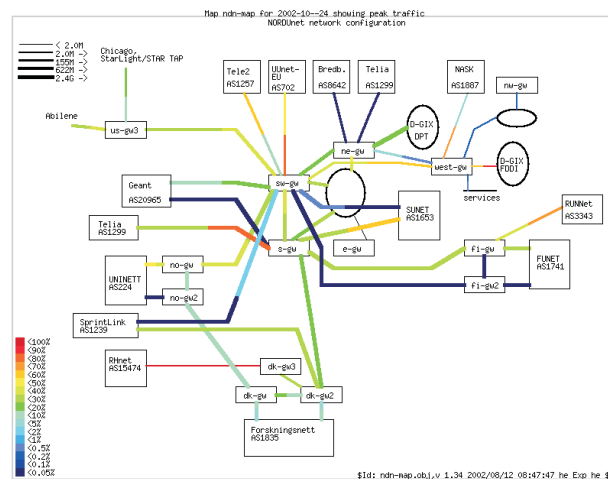 Map ndn-map for 2002-10--24 showing peak traffic
NORDUnet network configuration
< 2.0M
2.0M ->
155M ->
622M ->
2.4G ->
Chicago,
StarLight/STAR TAP
Tele2
AS1257
UUnet-
EU
AS702
Bredb.
AS8642
Telia
AS1299
NASK
AS1887
nw-gw
Abilene
us-gw3
D-GIX
DPT
ne-gw
west-gw
D-GIX
FDDI
services
sw-gw
Geant
AS20965
SUNET
AS1653
RUNNet
AS3343
Telia
AS1299
s-gw
e-gw
fi-gw
FUNET
AS1741
UNINETT
AS224
no-gw
no-gw2
fi-gw2
SprintLink
AS1239
RHnet
AS15474
dk-gw3
dk-gw
dk-gw2
Forskningsnett
AS1835
<100%
<90%
<80%
<70%
<60%
<50%
<40%
<30%
<20%
<10%
<5%
<2%
<1%
<0.5%
<0.2%
<0.1%
<0.05%
$Id: ndn-map.obj,v 1.34 2002/08/12 08:47:47 he Exp he $